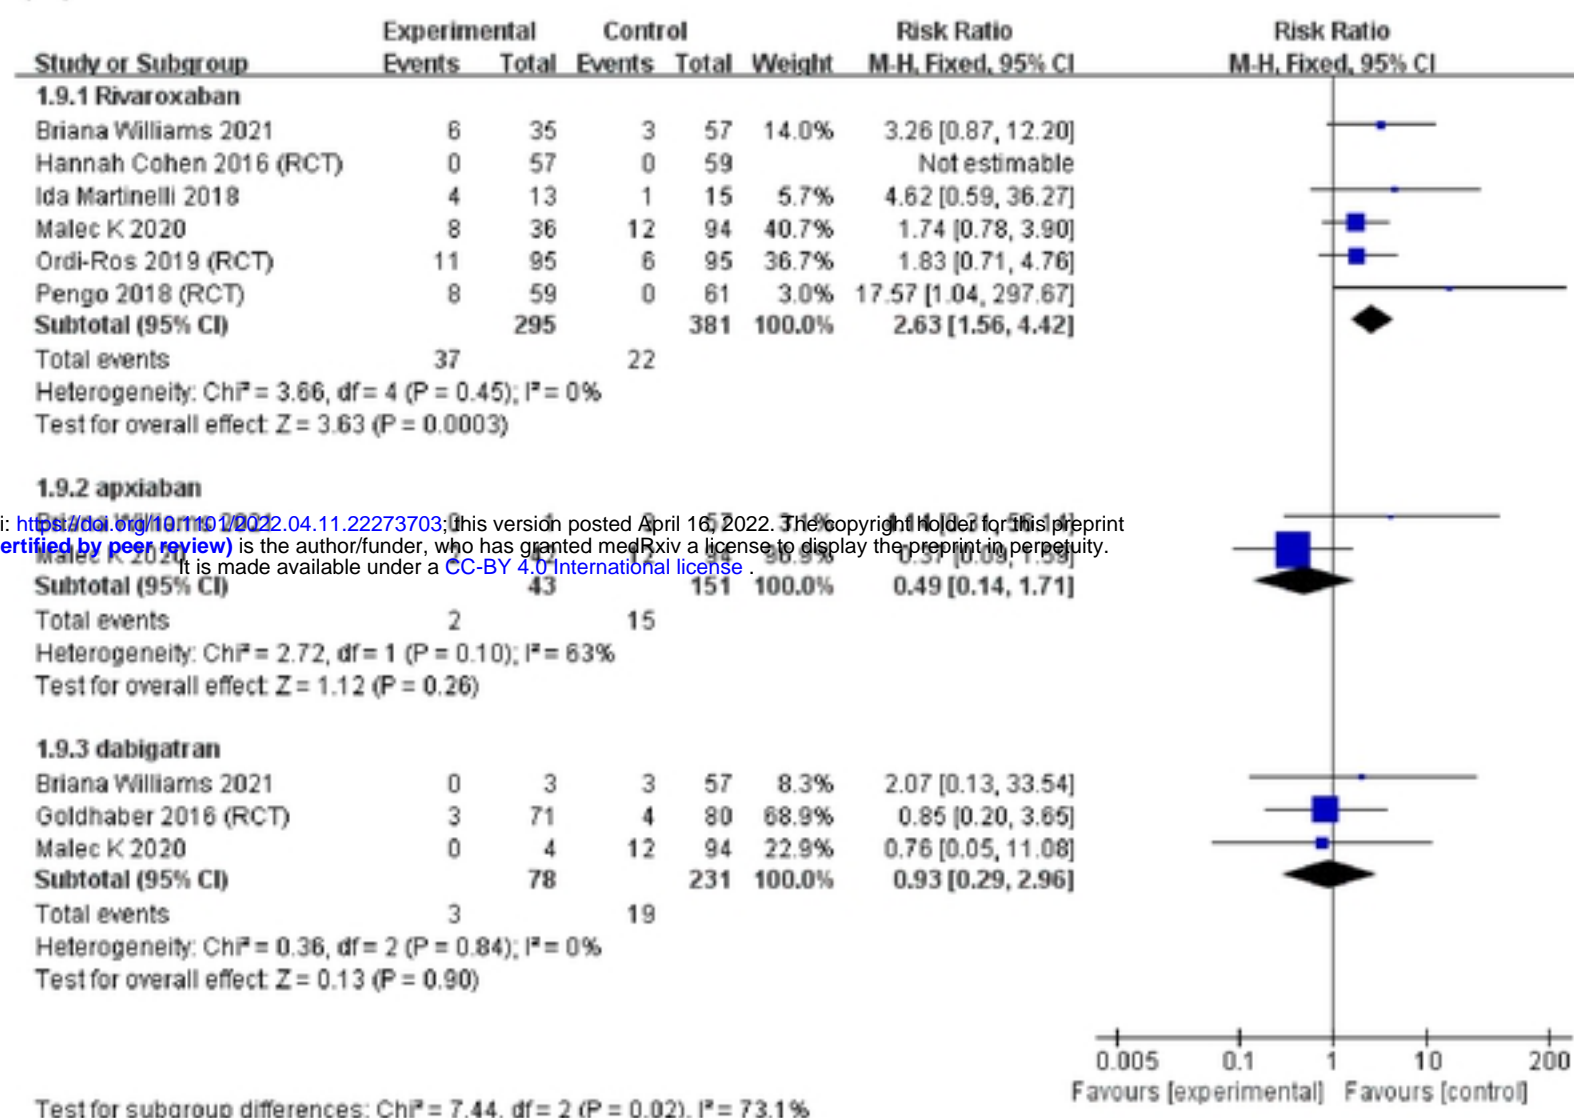 Experimental Control Risk Ratio Risk Ratio
Study or Subgroup Events Total Events Total Weight M-H, Fixed, 95% CI M-H, Fixed, 95% CI
1.9.1 Rivaroxaban
Briana Williams 2021 6 35 3 57 14.0% 3.26 [0.87, 12.20]
Hannah Cohen 2016 (RCT) 0 57 0 59 Not estimable
Ida Martinelli 2018 4 13 1 15 5.7% 4.62 [0.59, 36.27]
Malec K 2020 8 36 12 94 40.7% 1.74 [0.78, 3.90]
Ordi-Ros 2019 (RCT) 11 95 6 95 36.7% 1.83 [0.71, 4.76]
Pengo 2018 (RCT) 8 59 0 61 3.0% 17.57 [1.04, 297.67]
Subtotal (95% CI) 295 381 100.0% 2.63 [1.56, 4.42]
Total events 37 22
Heterogeneity: Chi² = 3.66, df = 4 (P = 0.45); I² = 0%
Test for overall effect: Z = 3.63 (P = 0.0003)
1.9.2 apxiaban
i: https://doi.org/10.1101/2022.04.11.22273703; this version posted April 16, 2022. The copyright holder for this preprint
ertified by peer review) is the author/funder, who has granted medRxiv a license to display the preprint in perpetuity.
Malec K 2020 2 42 12 94 96.9% 0.37 [0.09, 1.59]
It is made available under a CC-BY 4.0 International license .
Subtotal (95% CI) 43 151 100.0% 0.49 [0.14, 1.71]
Total events 2 15
Heterogeneity: Chi² = 2.72, df = 1 (P = 0.10); I² = 63%
Test for overall effect: Z = 1.12 (P = 0.26)
1.9.3 dabigatran
Briana Williams 2021 0 3 3 57 8.3% 2.07 [0.13, 33.54]
Goldhaber 2016 (RCT) 3 71 4 80 68.9% 0.85 [0.20, 3.65]
Malec K 2020 0 4 12 94 22.9% 0.76 [0.05, 11.08]
Subtotal (95% CI) 78 231 100.0% 0.93 [0.29, 2.96]
Total events 3 19
Heterogeneity: Chi² = 0.36, df = 2 (P = 0.84); I² = 0%
Test for overall effect: Z = 0.13 (P = 0.90)
0.005 0.1 1 10 200
Favours [experimental] Favours [control]
Test for subgroup differences: Chi² = 7.44, df = 2 (P = 0.02), I² = 73.1%